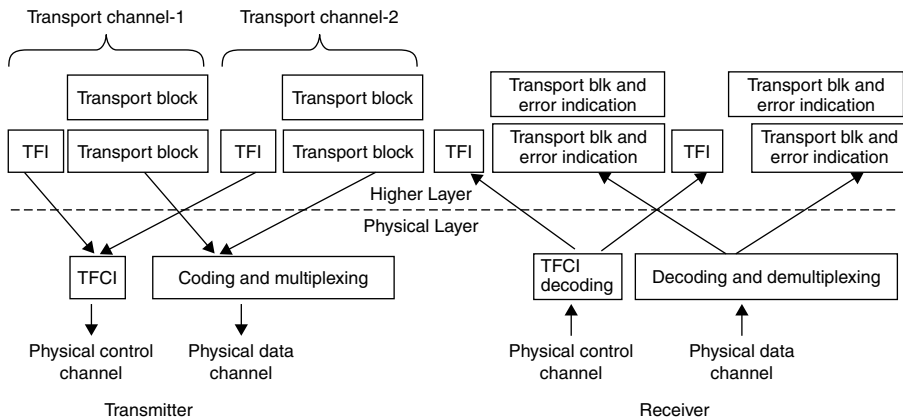 Transport channel-1
Transport channel-2
Transport block
Transport block
Transport blk and
error indication
Transport blk and
error indication
TFI
Transport block
TFI
Transport block
TFI
Transport blk and
error indication
TFI
Transport blk and
error indication
Higher Layer
Physical Layer
TFCI
Coding and multiplexing
TFCI
decoding
Decoding and demultiplexing
Physical control
channel
Physical data
channel
Physical control
channel
Physical data
channel
Transmitter
Receiver